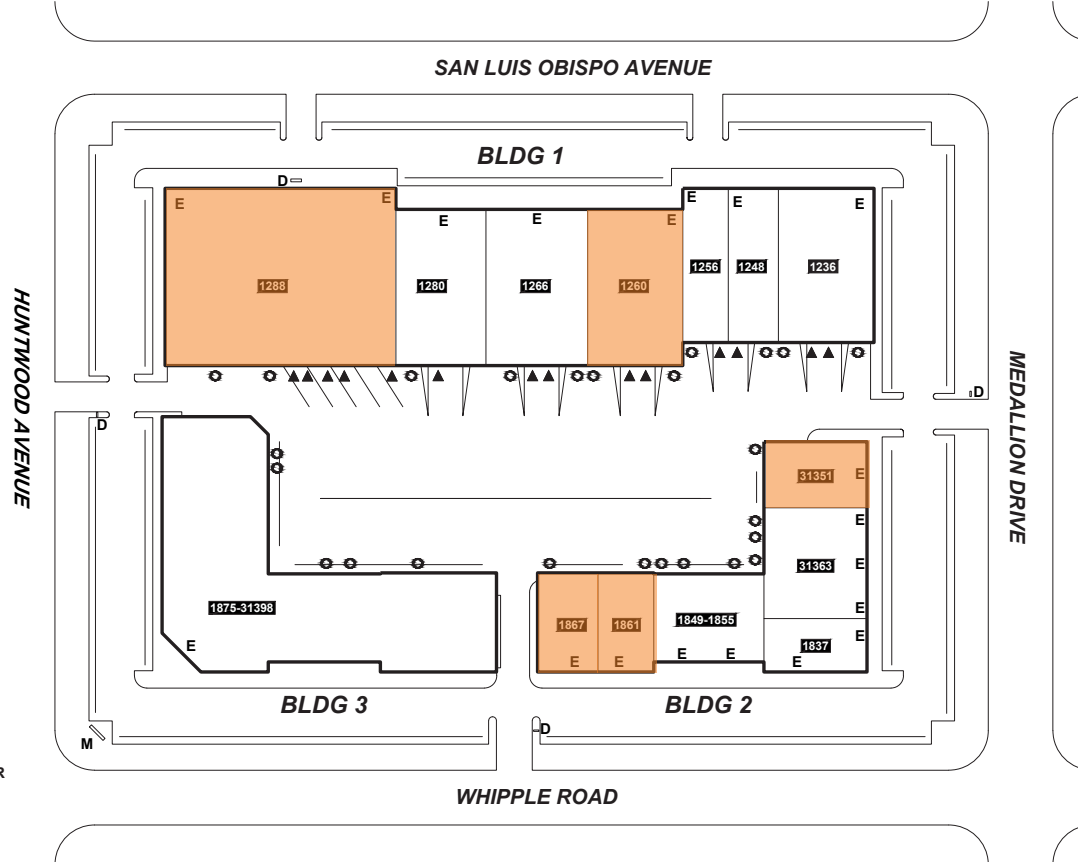 SAN LUIS OBISPO AVENUE
BLDG 1
D
E
E
E
E
E
E
E
E
1288
1280
1266
1260
1256
1248
1236
HUNTWOOD AVENUE
MEDALLION DRIVE
D
D
31351
E
E
31363
E
E
1875-31398
E
1867
1861
1849-1855
1837
E
E
E
E
E
E
BLDG 3
BLDG 2
D
M
R
WHIPPLE ROAD